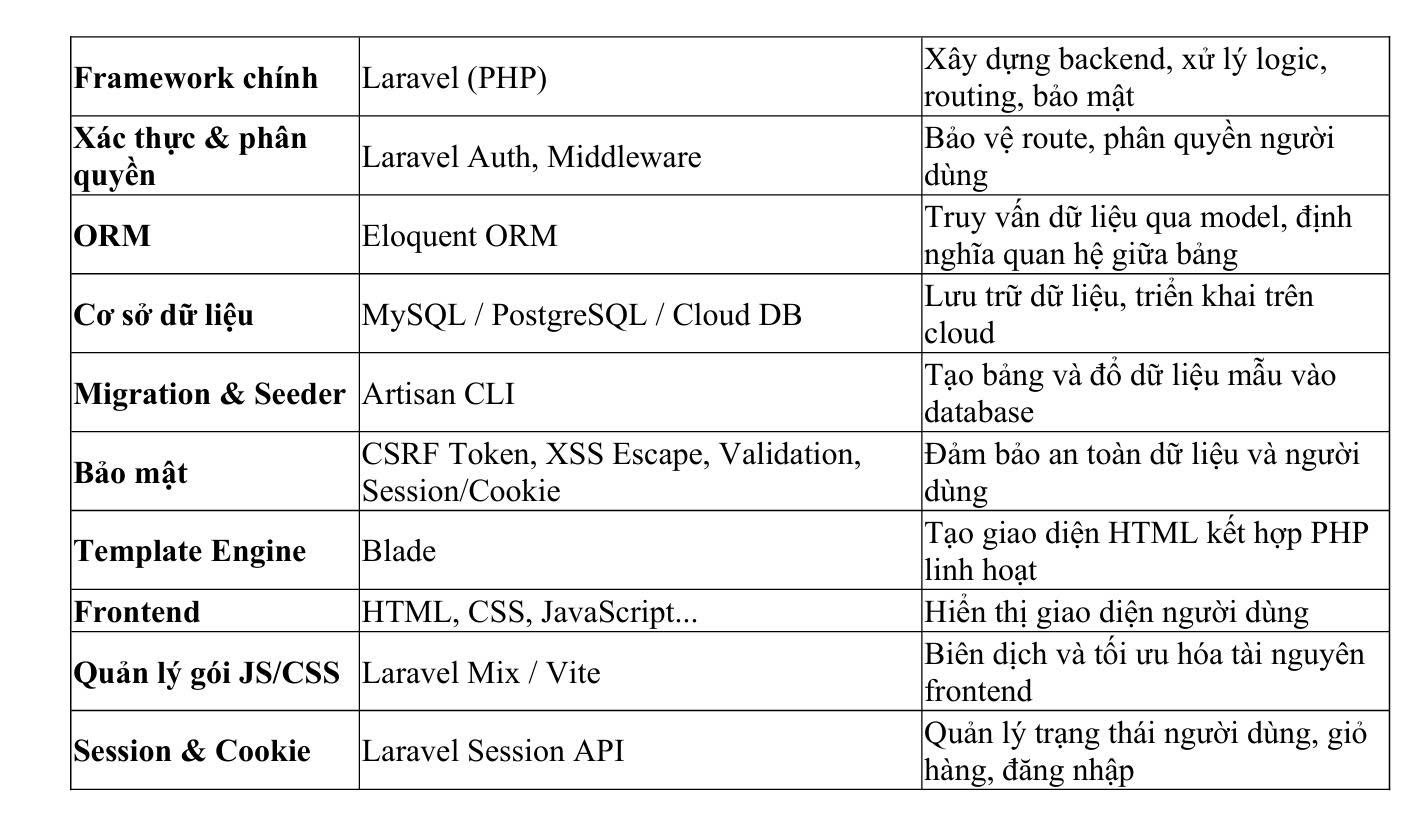 Framework chính
Laravel (PHP)
Xây dựng backend, xử lý logic,
routing, bảo mật
Xác thực & phân
quyền
Laravel Auth, Middleware
Bảo vệ route, phân quyền người
dùng
ORM
Eloquent ORM
Truy vấn dữ liệu qua model, định
nghĩa quan hệ giữa bảng
Cơ sở dữ liệu
MySQL / PostgreSQL / Cloud DB
Lưu trữ dữ liệu, triển khai trên
cloud
Migration & Seeder
Artisan CLI
Tạo bảng và đổ dữ liệu mẫu vào
database
Bảo mật
CSRF Token, XSS Escape, Validation,
Session/Cookie
Đảm bảo an toàn dữ liệu và người
dùng
Template Engine
Blade
Tạo giao diện HTML kết hợp PHP
linh hoạt
Frontend
HTML, CSS, JavaScript...
Hiển thị giao diện người dùng
Quản lý gói JS/CSS
Laravel Mix / Vite
Biên dịch và tối ưu hóa tài nguyên
frontend
Session & Cookie
Laravel Session API
Quản lý trạng thái người dùng, giỏ
hàng, đăng nhập